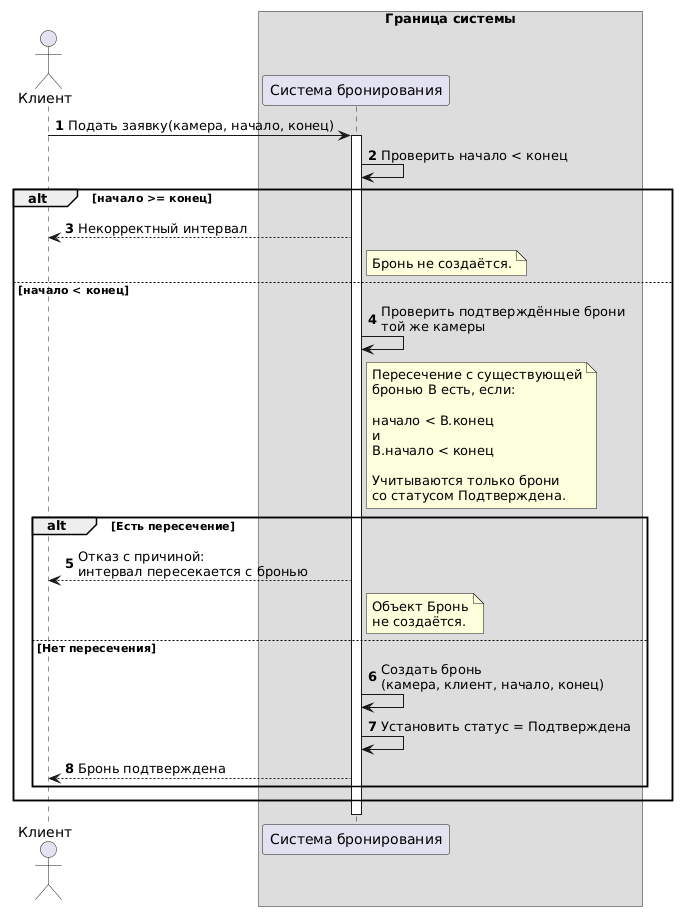 Граница системы
Клиент
Система бронирования
1 Подать заявку(камера, начало, конец)
2 Проверить начало < конец
alt [начало >= конец]
3 Некорректный интервал
Бронь не создаётся.
[начало < конец]
4 Проверить подтверждённые брони
той же камеры
Пересечение с существующей
бронью B есть, если:
начало < B.конец
и
B.начало < конец
Учитываются только брони
со статусом Подтверждена.
alt [Есть пересечение]
5 Отказ с причиной:
интервал пересекается с бронью
Объект Бронь
не создаётся.
[Нет пересечения]
6 Создать бронь
(камера, клиент, начало, конец)
7 Установить статус = Подтверждена
8 Бронь подтверждена
Клиент
Система бронирования